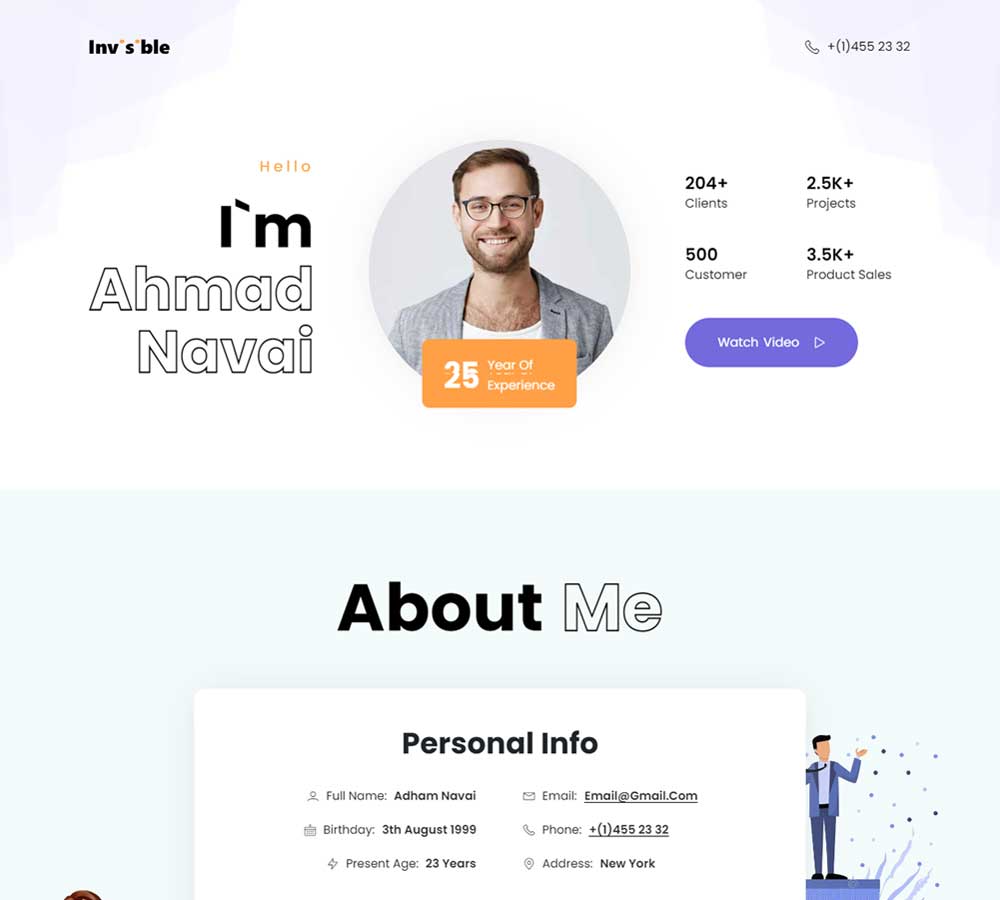 Inv s ble
+(1)455 23 32
Hello
I`m
Ahmad
Navai
25 Year Of
Experience
204+ 2.5K+
Clients Projects
500 3.5K+
Customer Product Sales
Watch Video
About Me
Personal Info
Full Name: Adham Navai Email: Email@Gmail.Com
Birthday: 3th August 1999 Phone: +(1)455 23 32
Present Age: 23 Years Address: New York